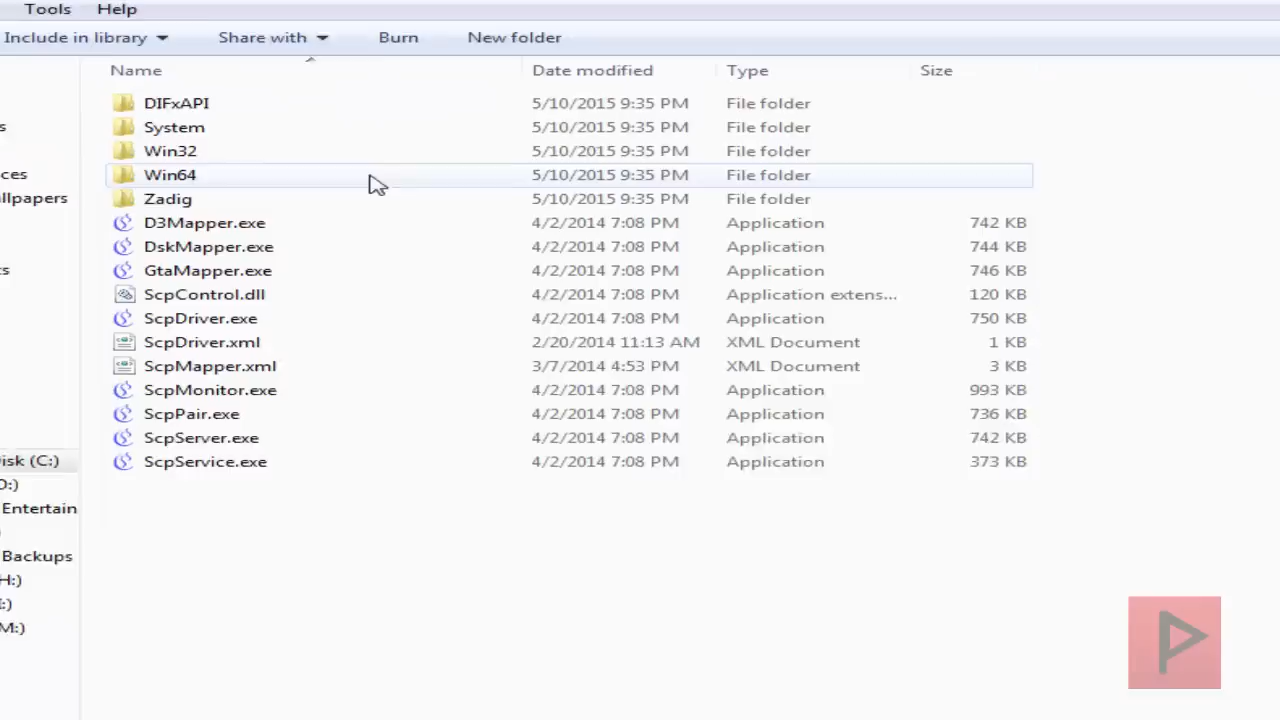 Tools Help
Include in library Share with Burn New folder
Name Date modified Type Size
DIFxAPI 5/10/2015 9:35 PM File folder
System 5/10/2015 9:35 PM File folder
Win32 5/10/2015 9:35 PM File folder
Win64 5/10/2015 9:35 PM File folder
Zadig 5/10/2015 9:35 PM File folder
D3Mapper.exe 4/2/2014 7:08 PM Application 742 KB
DskMapper.exe 4/2/2014 7:08 PM Application 744 KB
GtaMapper.exe 4/2/2014 7:08 PM Application 746 KB
ScpControl.dll 4/2/2014 7:08 PM Application extens... 120 KB
ScpDriver.exe 4/2/2014 7:08 PM Application 750 KB
ScpDriver.xml 2/20/2014 11:13 AM XML Document 1 KB
ScpMapper.xml 3/7/2014 4:53 PM XML Document 3 KB
ScpMonitor.exe 4/2/2014 7:08 PM Application 993 KB
ScpPair.exe 4/2/2014 7:08 PM Application 736 KB
ScpServer.exe 4/2/2014 7:08 PM Application 742 KB
ScpService.exe 4/2/2014 7:08 PM Application 373 KB
s
ces
llpapers
s
isk (C:)
D:)
Entertain
)
Backups
H:)
:)
M:)
P